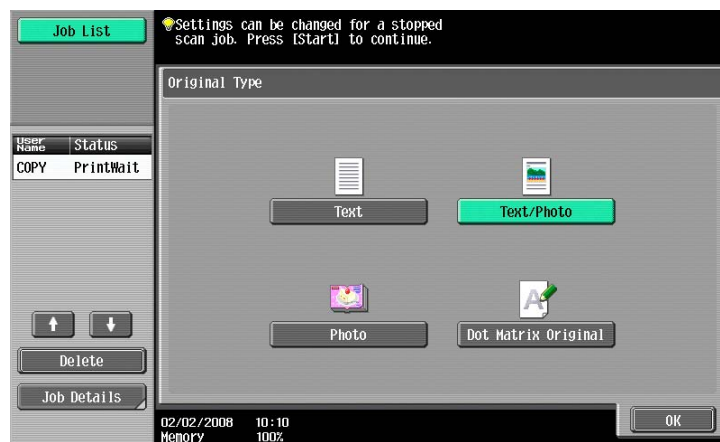 Job List
Settings can be changed for a stopped
scan job. Press [Start] to continue.
Original Type
User Name Status
COPY PrintWait
Text
Text/Photo
Photo
Dot Matrix Original
Delete
Job Details
02/02/2008 10:10
Memory 100%
OK